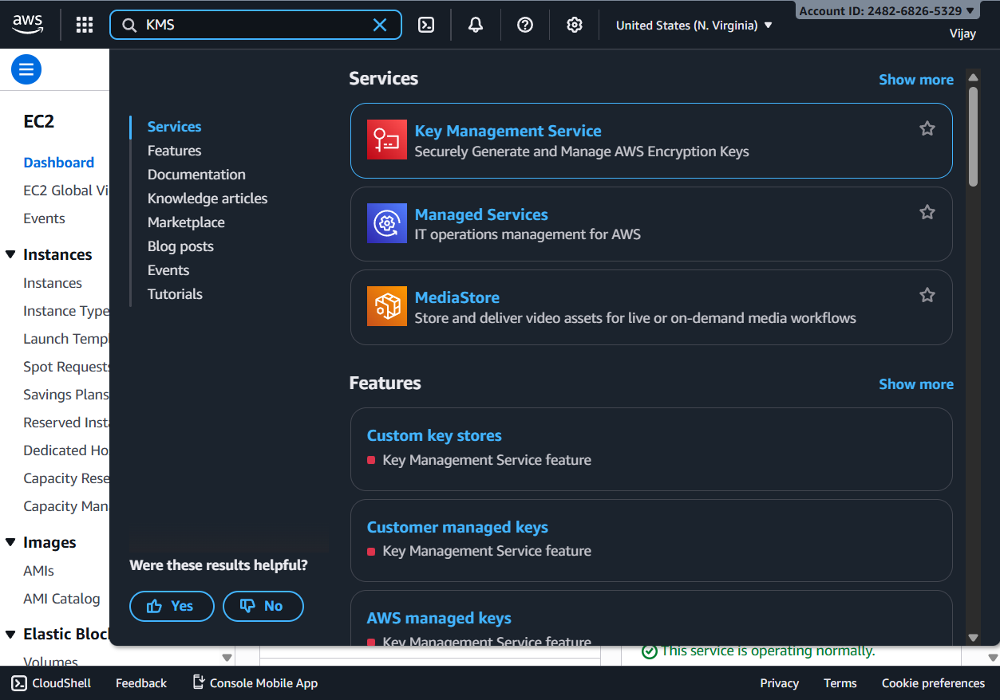 aws
KMS
United States (N. Virginia)
Account ID: 2482-6826-5329
Vijay
EC2
Dashboard
EC2 Global Vi
Events
Instances
Instances
Instance Type
Launch Templ
Spot Requests
Savings Plans
Reserved Insta
Dedicated Ho
Capacity Rese
Capacity Man
Images
AMIs
AMI Catalog
Elastic Block
Volumes
Services
Features
Documentation
Knowledge articles
Marketplace
Blog posts
Events
Tutorials
Were these results helpful?
Yes
No
Services
Show more
Key Management Service
Securely Generate and Manage AWS Encryption Keys
Managed Services
IT operations management for AWS
MediaStore
Store and deliver video assets for live or on-demand media workflows
Features
Show more
Custom key stores
Key Management Service feature
Customer managed keys
Key Management Service feature
AWS managed keys
Key Management Service feature
This service is operating normally.
CloudShell
Feedback
Console Mobile App
Privacy
Terms
Cookie preferences